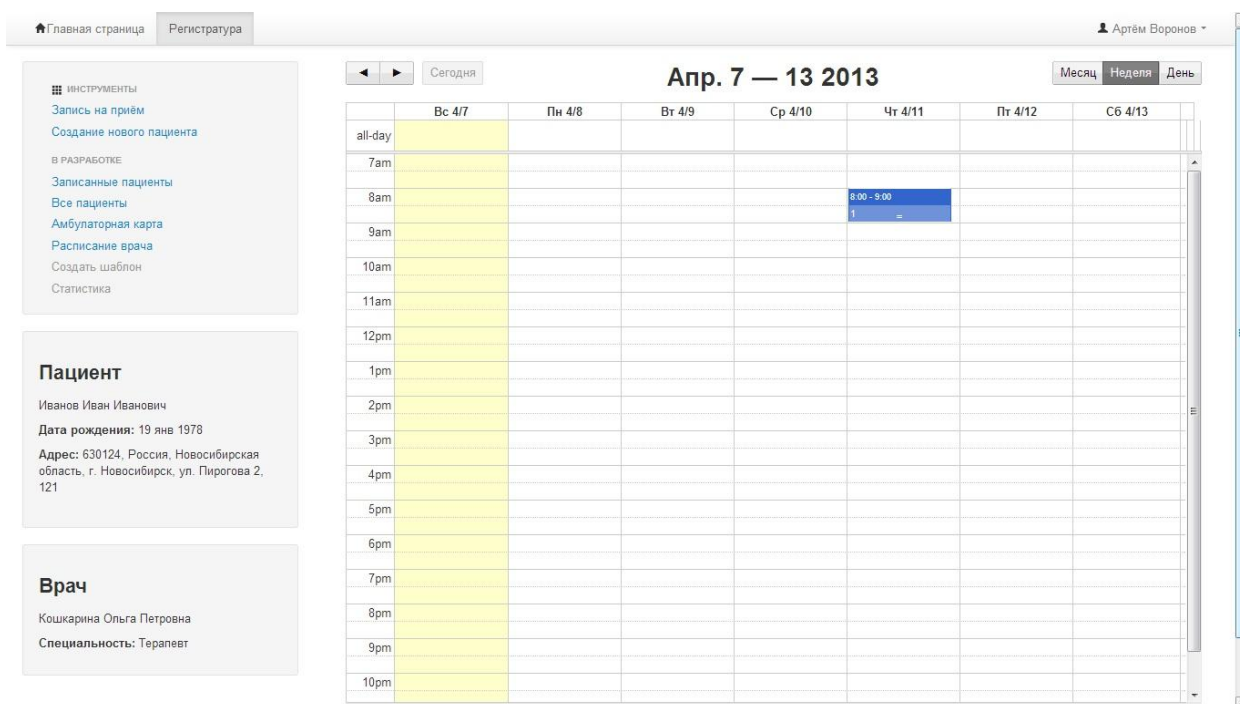 Главная страница Регистратура Артём Воронов
ИНСТРУМЕНТЫ
Запись на приём
Создание нового пациента
В РАЗРАБОТКЕ
Записанные пациенты
Все пациенты
Амбулаторная карта
Расписание врача
Создать шаблон
Статистика
Пациент
Иванов Иван Иванович
Дата рождения: 19 янв 1978
Адрес: 630124, Россия, Новосибирская
область, г. Новосибирск, ул. Пирогова 2,
121
Врач
Кошкарина Ольга Петровна
Специальность: Терапевт
Сегодня Апр. 7 — 13 2013 Месяц Неделя День
Вс 4/7 Пн 4/8 Вт 4/9 Ср 4/10 Чт 4/11 Пт 4/12 Сб 4/13
all-day
7am
8am 8:00 - 9:00
1 =
9am
10am
11am
12pm
1pm
2pm
3pm
4pm
5pm
6pm
7pm
8pm
9pm
10pm